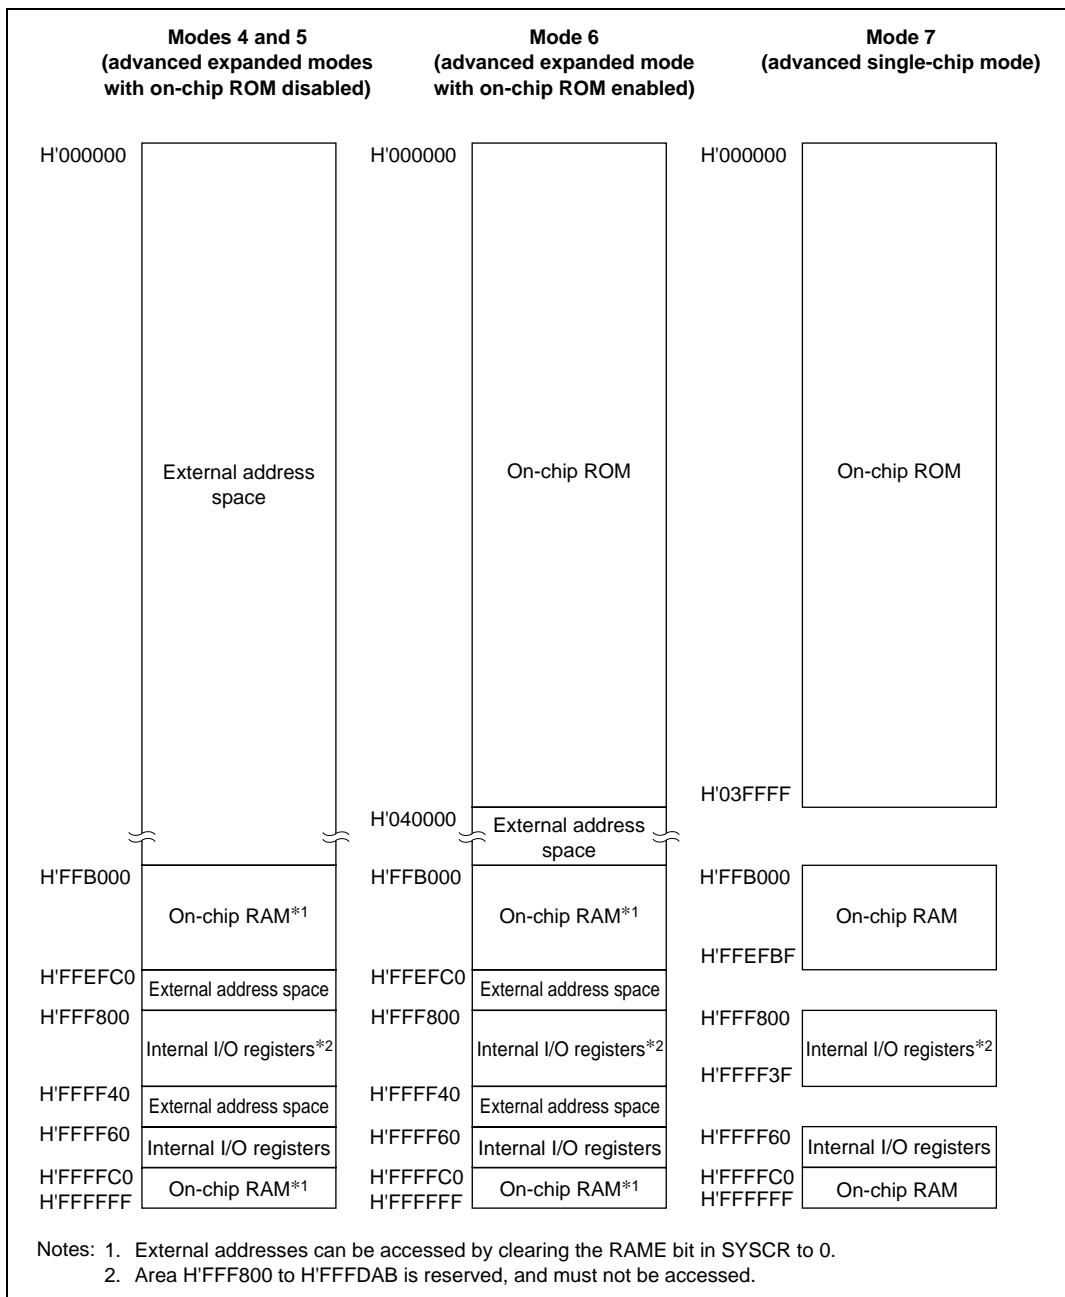 Modes 4 and 5
(advanced expanded modes
with on-chip ROM disabled)
Mode 6
(advanced expanded mode
with on-chip ROM enabled)
Mode 7
(advanced single-chip mode)
H'000000
External address
space
H'FFB000
On-chip RAM*1
H'FFEFC0
External address space
H'FFF800
Internal I/O registers*2
H'FFFF40
External address space
H'FFFF60
Internal I/O registers
H'FFFFC0
On-chip RAM*1
H'FFFFFF
H'000000
On-chip ROM
H'040000
External address
space
H'FFB000
On-chip RAM*1
H'FFEFC0
External address space
H'FFF800
Internal I/O registers*2
H'FFFF40
External address space
H'FFFF60
Internal I/O registers
H'FFFFC0
On-chip RAM*1
H'FFFFFF
H'000000
On-chip ROM
H'03FFFF
H'FFB000
On-chip RAM
H'FFEFBF
H'FFF800
Internal I/O registers*2
H'FFFF3F
H'FFFF60
Internal I/O registers
H'FFFFC0
On-chip RAM
H'FFFFFF
Notes: 1. External addresses can be accessed by clearing the RAME bit in SYSCR to 0.
2. Area H'FFF800 to H'FFFDAB is reserved, and must not be accessed.